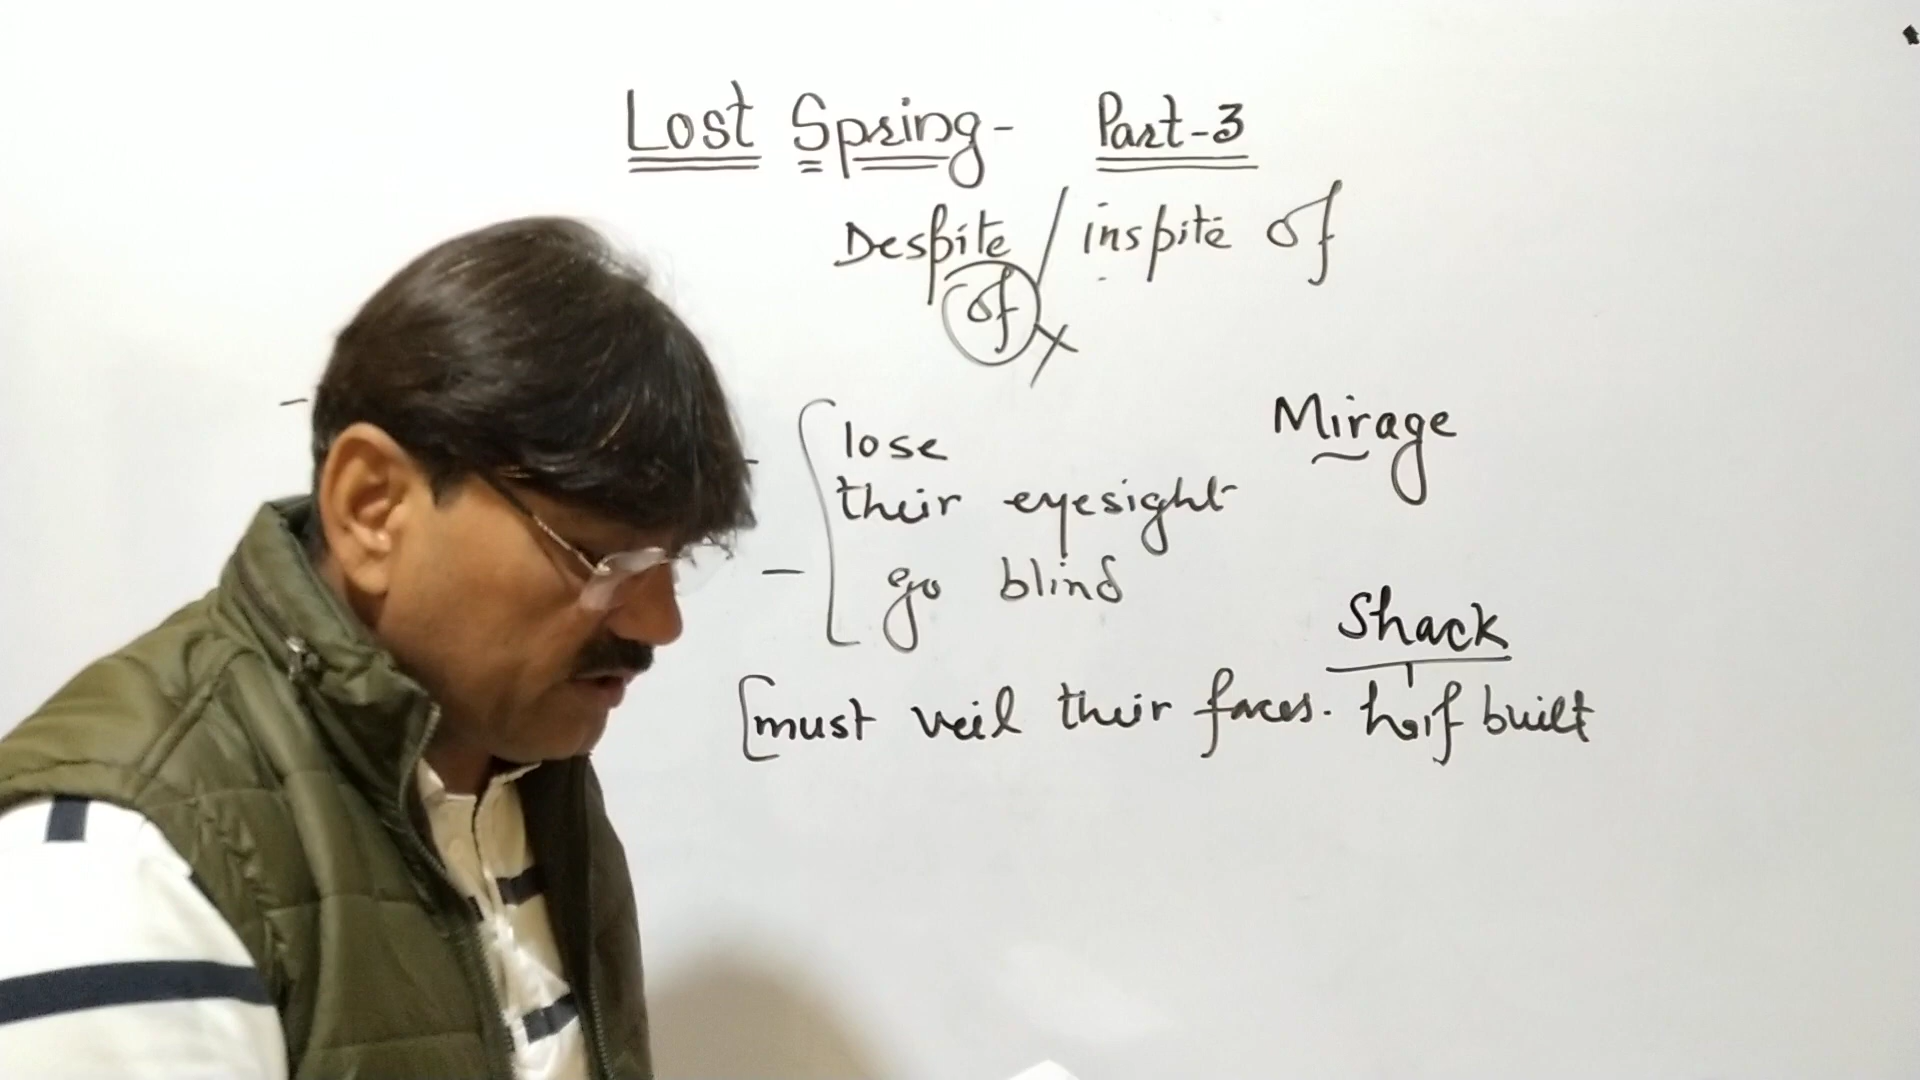 Lost Spring - Part-3
Despite / inspite of
of x
lose
their eyesight
Mirage
- go blind
Shack
must veil their faces. half built